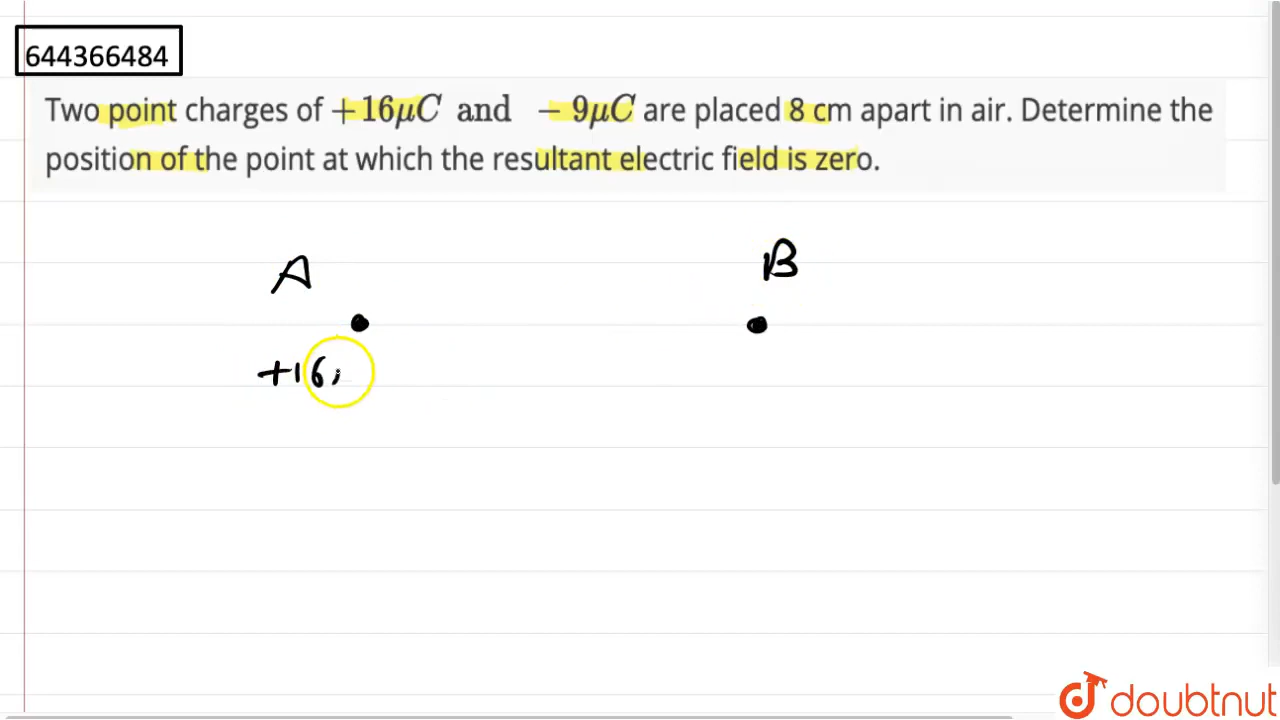 644366484
Two point charges of +16μC and −9μC are placed 8 cm apart in air. Determine the
position of the point at which the resultant electric field is zero.
A B
+16
doubtnut